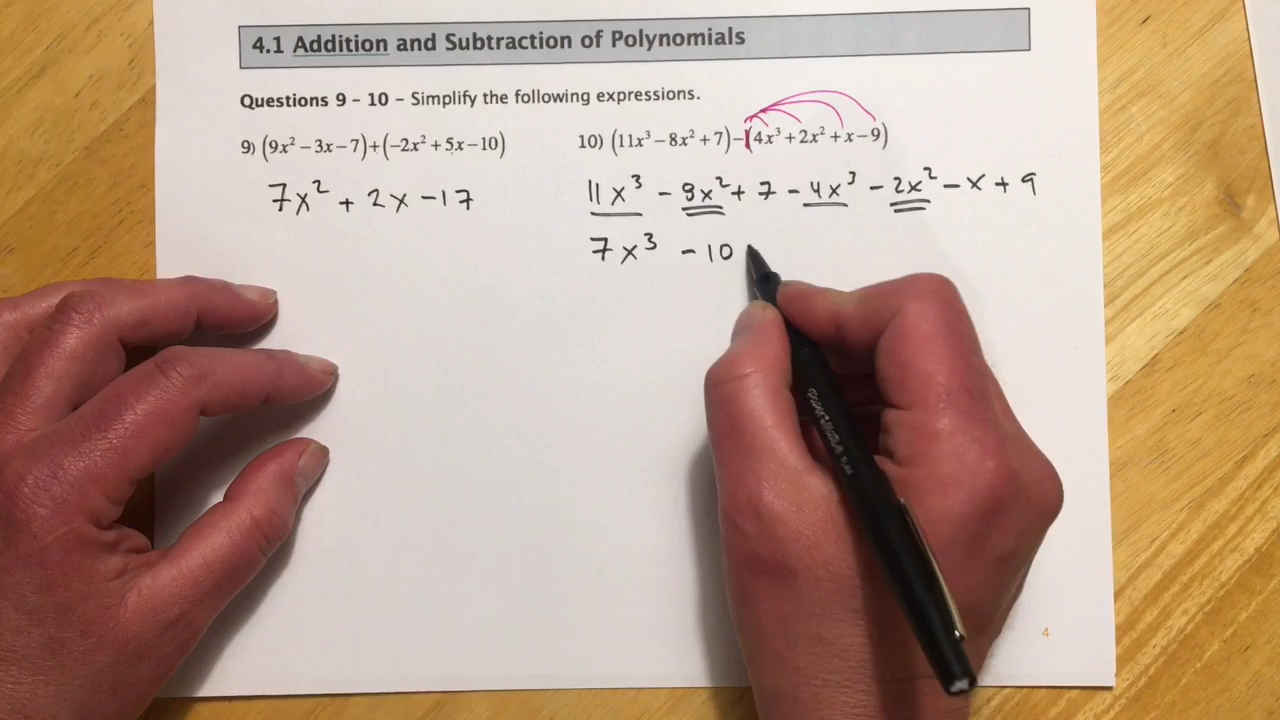 4.1 Addition and Subtraction of Polynomials
Questions 9 – 10 – Simplify the following expressions.
9) (9x² − 3x − 7)+(−2x² + 5x − 10)
7x² + 2x − 17
10) (11x³ − 8x² + 7)−1(4x³ + 2x² + x − 9)
11x³ − 8x² + 7 − 4x³ − 2x² − x + 9
7x³ − 10
4